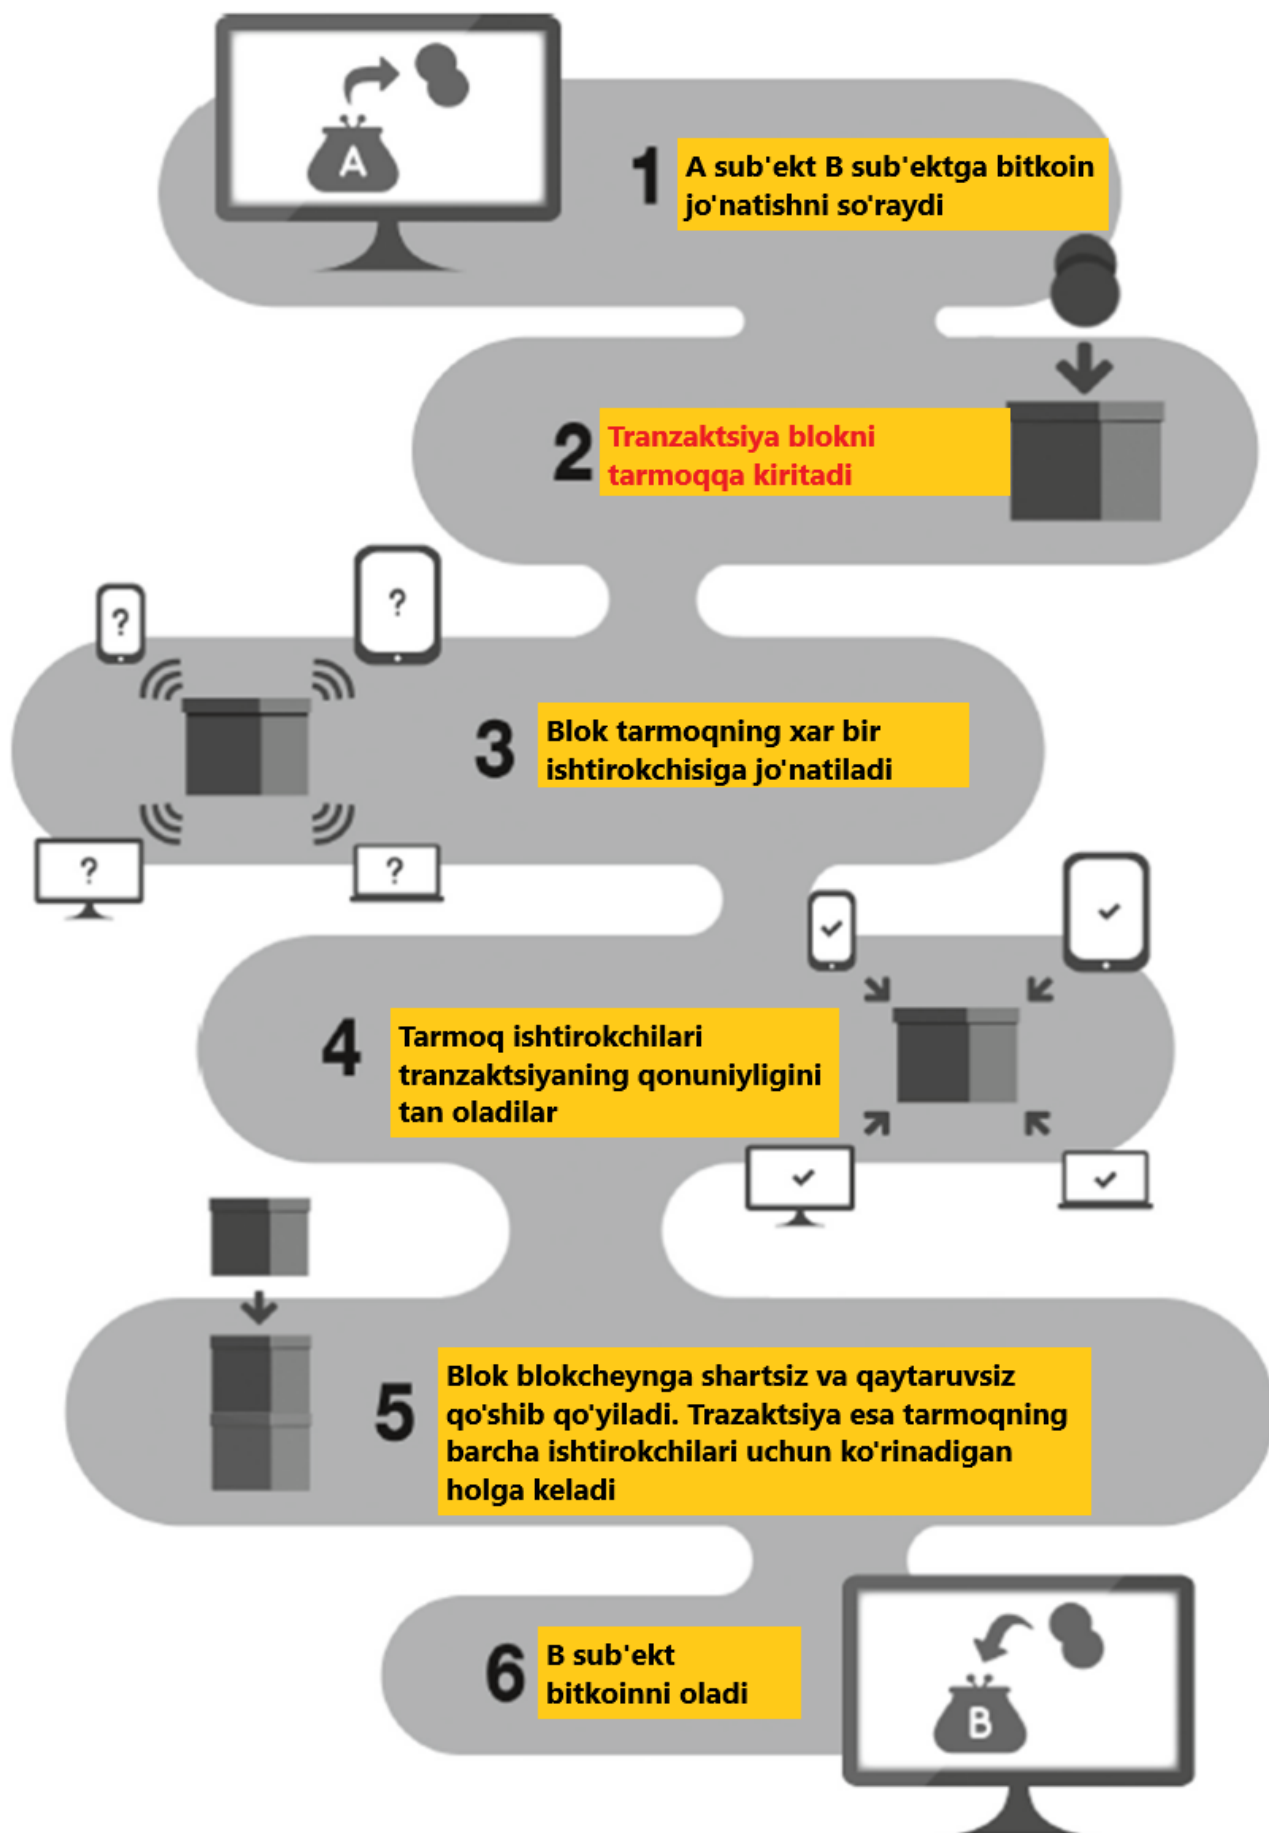 A
1
A sub'ekt B sub'ektga bitkoin
jo'natishni so'raydi
2
Tranzaktsiya blokni
tarmoqqa kiritadi
?
?
3
Blok tarmoqning xar bir
ishtirokchisiga jo'natiladi
?
?
4
Tarmoq ishtirokchilari
tranzaktsiyaning qonuniyligini
tan oladilar
5
Blok blokcheynga shartsiz va qaytaruvsiz
qo'shib qo'yiladi. Trazaktsiya esa tarmoqning
barcha ishtirokchilari uchun ko'rinadigan
holga keladi
6
B sub'ekt
bitkoinni oladi
B